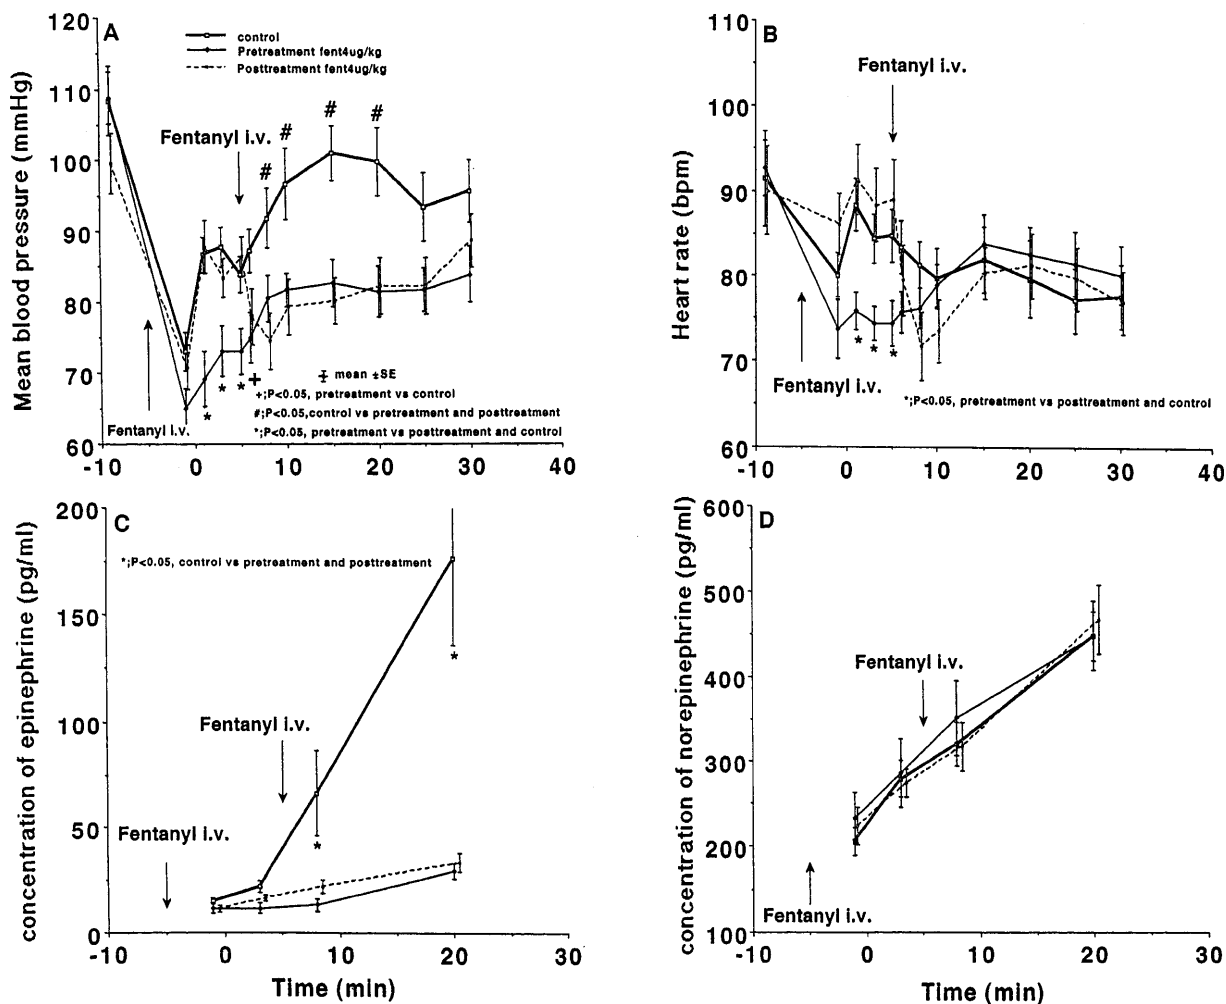 A
control
Pretreatment fent4ug/kg
Posttreatment fent4ug/kg
Mean blood pressure (mmHg)
120
110
100
90
80
70
60
Fentanyl i.v.
#
#
#
#
*
*
*
+
Fentanyl i.v.
mean ±SE
+;P<0.05, pretreatment vs control
#;P<0.05,control vs pretreatment and posttreatment
*;P<0.05, pretreatment vs posttreatment and control
-10 0 10 20 30 40
B
Heart rate (bpm)
110
100
90
80
70
60
Fentanyl i.v.
*
*
*
Fentanyl i.v.
*;P<0.05, pretreatment vs posttreatment and control
-10 0 10 20 30 40
C
concentration of epinephrine (pg/ml)
200
150
100
50
0
*;P<0.05, control vs pretreatment and posttreatment
*
Fentanyl i.v.
*
Fentanyl i.v.
-10 0 10 20 30
Time (min)
D
concentration of norepinephrine (pg/ml)
600
500
400
300
200
100
Fentanyl i.v.
Fentanyl i.v.
-10 0 10 20 30
Time (min)